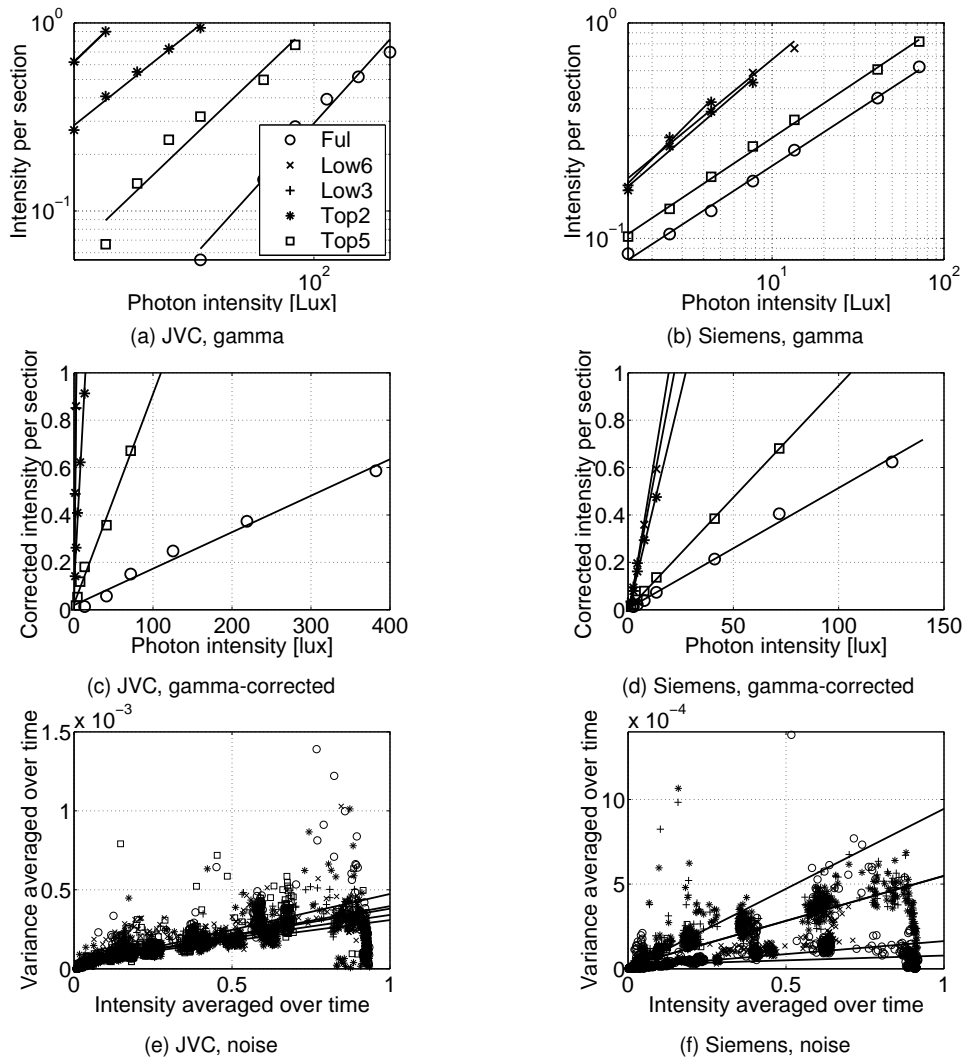 10^0
Intensity per section
10^-1
Ful
Low6
Low3
Top2
Top5
10^2
Photon intensity [Lux]
(a) JVC, gamma
10^0
Intensity per section
10^-1
10^1
10^2
Photon intensity [Lux]
(b) Siemens, gamma
Corrected intensity per section
1
0.8
0.6
0.4
0.2
0
0
100
200
300
400
Photon intensity [lux]
(c) JVC, gamma-corrected
Corrected intensity per section
1
0.8
0.6
0.4
0.2
0
0
50
100
150
Photon intensity [lux]
(d) Siemens, gamma-corrected
x 10^-3
Variance averaged over time
1.5
1
0.5
0
0
0.5
1
Intensity averaged over time
(e) JVC, noise
x 10^-4
Variance averaged over time
10
5
0
0
0.5
1
Intensity averaged over time
(f) Siemens, noise